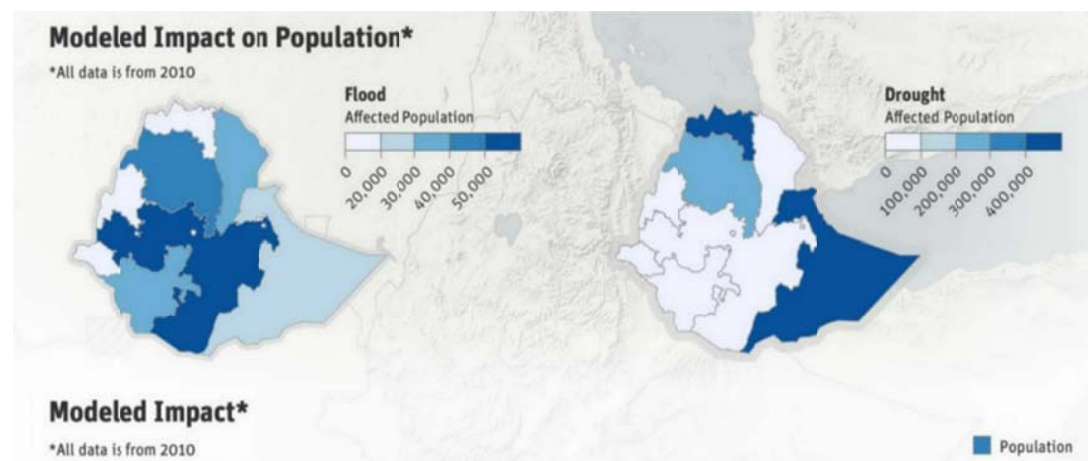 Modeled Impact on Population*
*All data is from 2010
Flood
Affected Population
0
20,000
30,000
40,000
50,000
Drought
Affected Population
0
100,000
200,000
300,000
400,000
Modeled Impact*
*All data is from 2010
Population